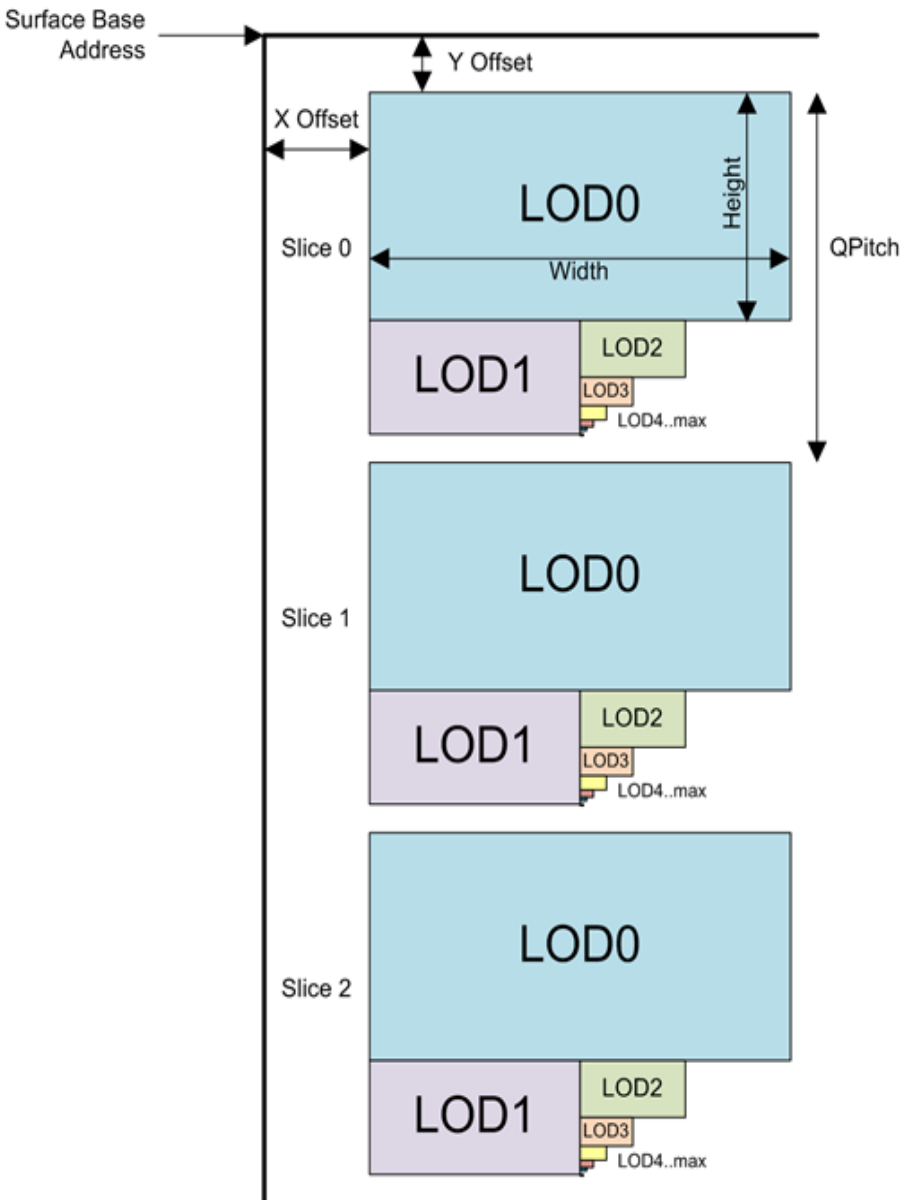 Surface Base
Address
Y Offset
X Offset
LOD0
Height
Slice 0
QPitch
Width
LOD1
LOD2
LOD3
LOD4..max
LOD0
Slice 1
LOD1
LOD2
LOD3
LOD4..max
LOD0
Slice 2
LOD1
LOD2
LOD3
LOD4..max